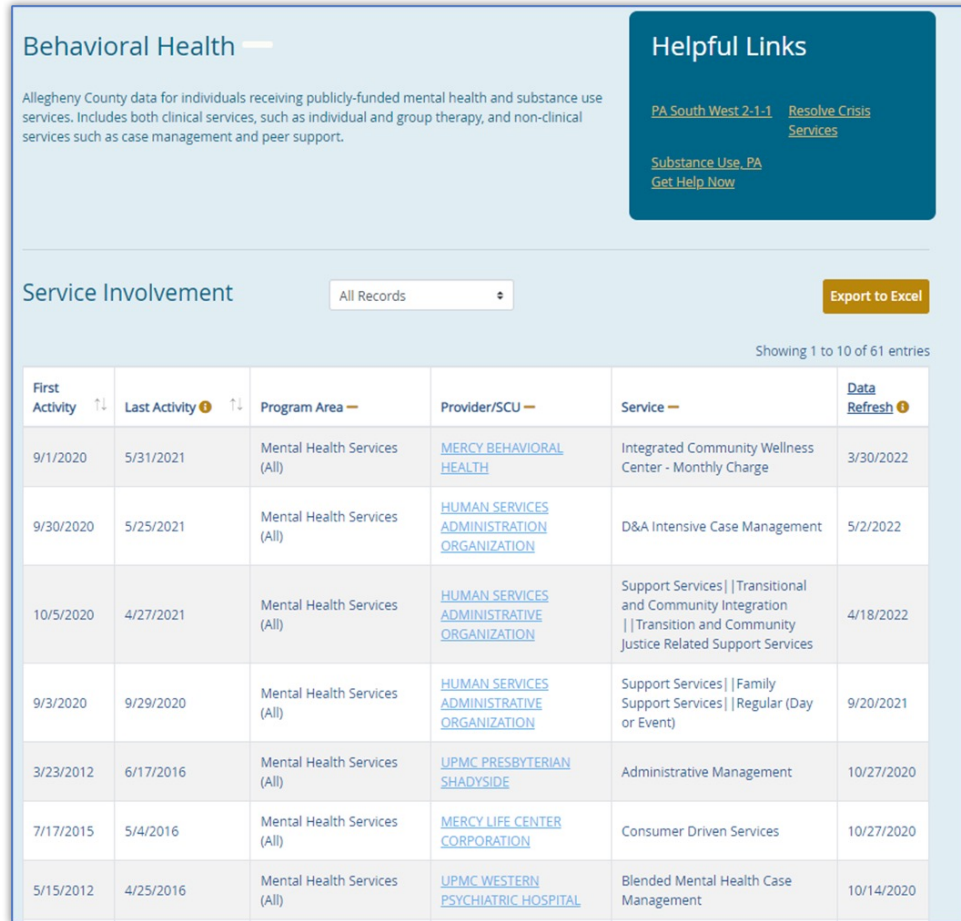 Behavioral Health
Allegheny County data for individuals receiving publicly-funded mental health and substance use
services. Includes both clinical services, such as individual and group therapy, and non-clinical
services such as case management and peer support.
Helpful Links
PA South West 2-1-1
Resolve Crisis
Services
Substance Use, PA
Get Help Now
Service Involvement
All Records
Export to Excel
Showing 1 to 10 of 61 entries
First
Activity
Last Activity
Program Area
Provider/SCU
Service
Data
Refresh
9/1/2020
5/31/2021
Mental Health Services
(All)
MERCY BEHAVIORAL
HEALTH
Integrated Community Wellness
Center - Monthly Charge
3/30/2022
9/30/2020
5/25/2021
Mental Health Services
(All)
HUMAN SERVICES
ADMINISTRATION
ORGANIZATION
D&A Intensive Case Management
5/2/2022
10/5/2020
4/27/2021
Mental Health Services
(All)
HUMAN SERVICES
ADMINISTRATIVE
ORGANIZATION
Support Services||Transitional
and Community Integration
||Transition and Community
Justice Related Support Services
4/18/2022
9/3/2020
9/29/2020
Mental Health Services
(All)
HUMAN SERVICES
ADMINISTRATIVE
ORGANIZATION
Support Services||Family
Support Services||Regular (Day
or Event)
9/20/2021
3/23/2012
6/17/2016
Mental Health Services
(All)
UPMC PRESBYTERIAN
SHADYSIDE
Administrative Management
10/27/2020
7/17/2015
5/4/2016
Mental Health Services
(All)
MERCY LIFE CENTER
CORPORATION
Consumer Driven Services
10/27/2020
5/15/2012
4/25/2016
Mental Health Services
(All)
UPMC WESTERN
PSYCHIATRIC HOSPITAL
Blended Mental Health Case
Management
10/14/2020